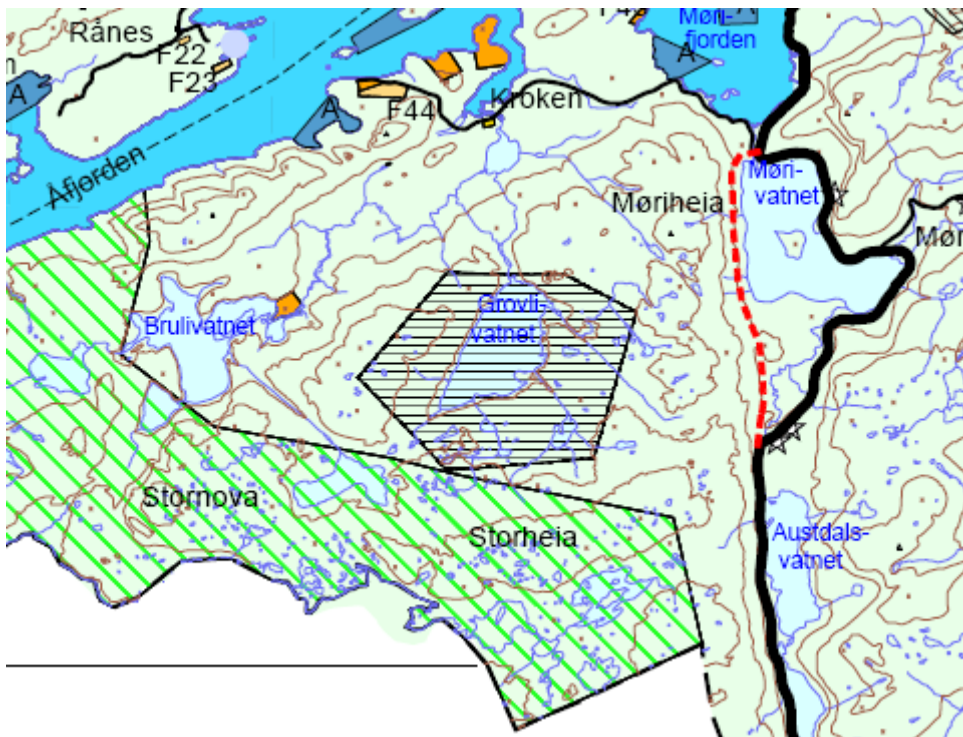 Rånes
F22
F23
A
Møri-
fjorden
A
A
A
F44
Kroken
Åfjorden
Møri-
vatnet
Møriheia
Mør
Grovli-
vatnet
Brulivatnet
Stornova
Storheia
Austdals-
vatnet